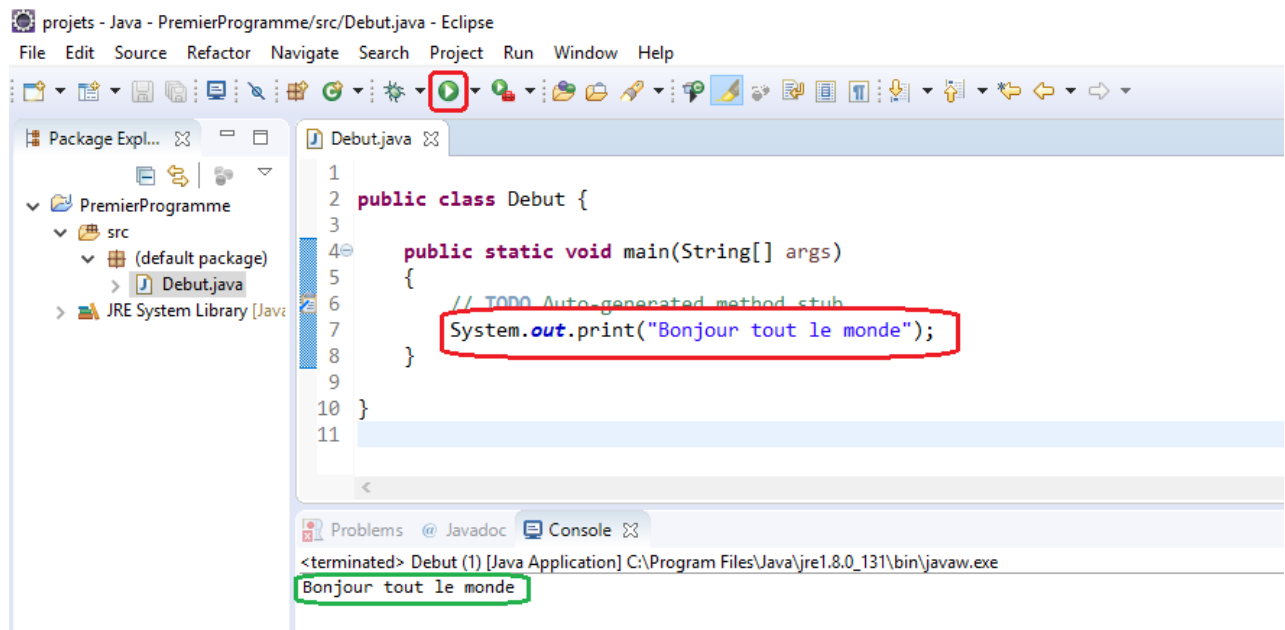 projets - Java - PremierProgramme/src/Debut.java - Eclipse
File Edit Source Refactor Navigate Search Project Run Window Help
Package Expl...
Debut.java
PremierProgramme
src
(default package)
Debut.java
JRE System Library [Java
1
2 public class Debut {
3
4 public static void main(String[] args)
5 {
6 // TODO Auto-generated method stub
7 System.out.print("Bonjour tout le monde");
8 }
9
10 }
11
Problems @ Javadoc Console
<terminated> Debut (1) [Java Application] C:\Program Files\Java\jre1.8.0_131\bin\javaw.exe
Bonjour tout le monde